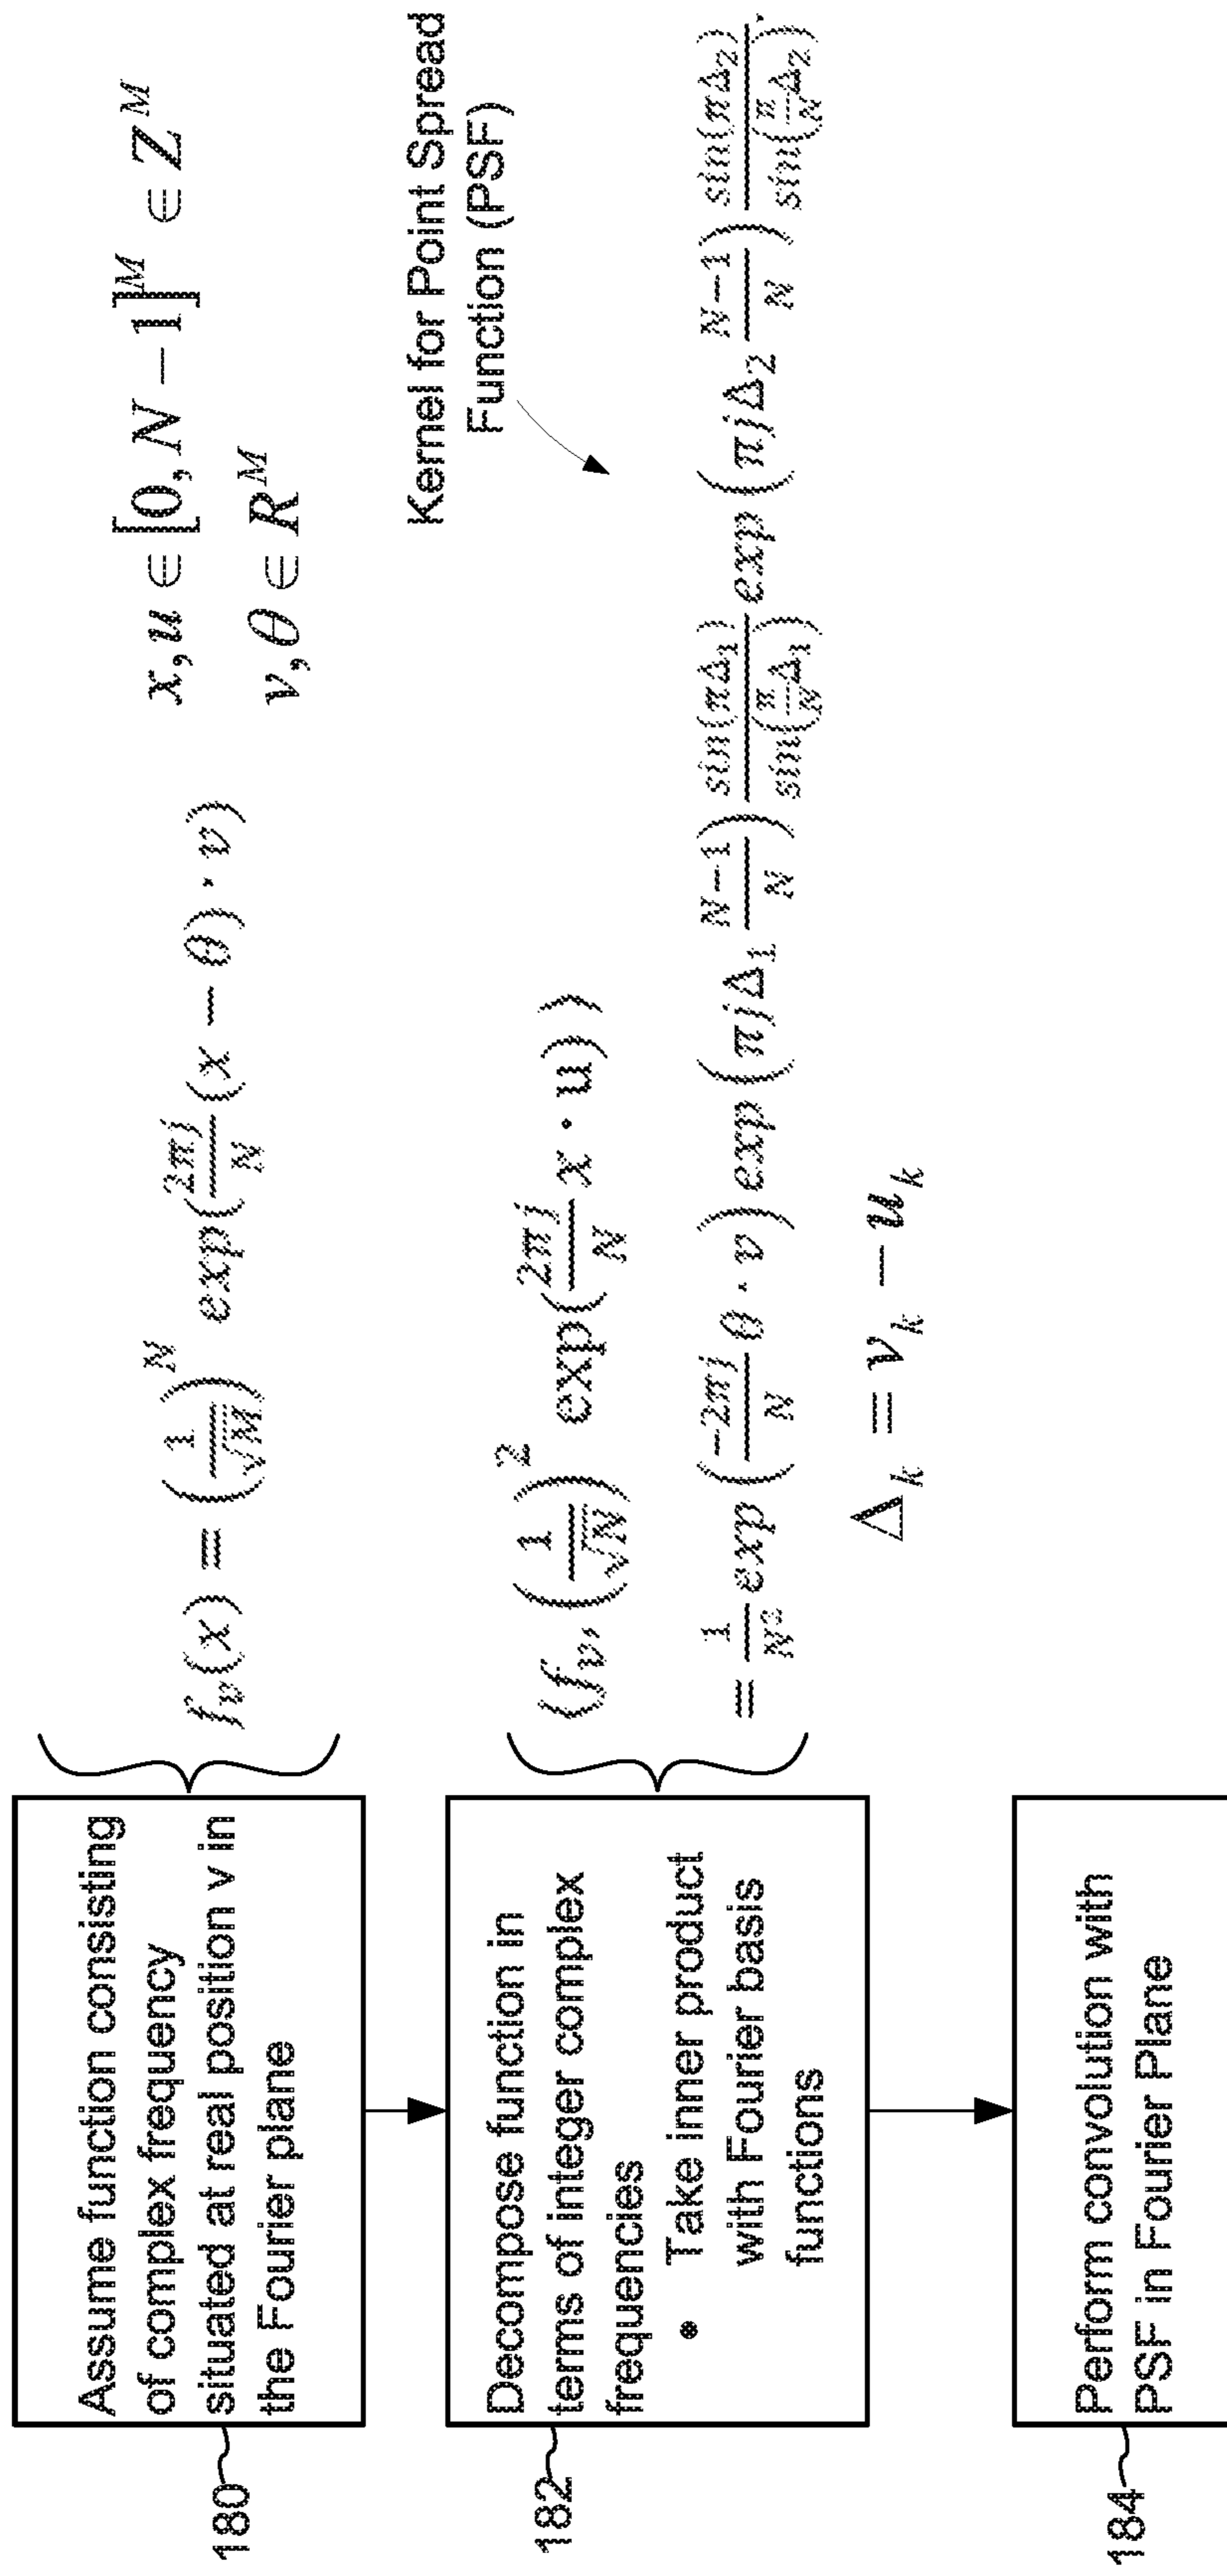 Assume function consisting
of complex frequency
situated at real position v in
the Fourier plane
180
f_v(x) = (1/√M)^N exp(2πj/N (x − θ) · v)
x, u ∈ [0, N − 1]^M ∈ Z^M
v, θ ∈ R^M
Decompose function in
terms of integer complex
frequencies
• Take inner product
with Fourier basis
functions
182
⟨f_v, (1/√N)^2 exp(2πj/N x · u)⟩
Kernel for Point Spread
Function (PSF)
= 1/N^2 exp(−2πj/N θ · v) exp(πjΔ_1 N−1/N) sin(πΔ_1)/sin(π/N Δ_1) exp(πjΔ_2 N−1/N) sin(πΔ_2)/sin(π/N Δ_2).
Δ_k = v_k − u_k
Perform convolution with
PSF in Fourier Plane
184